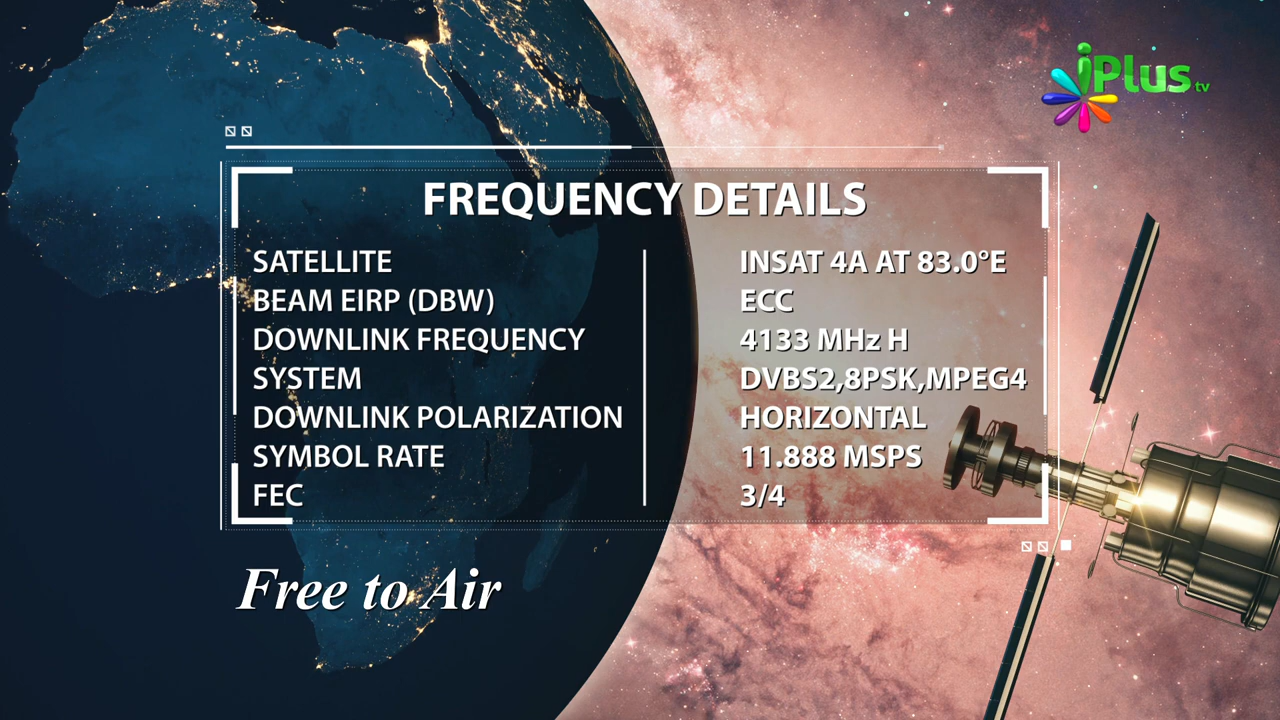 iPlus tv
FREQUENCY DETAILS
SATELLITE INSAT 4A AT 83.0°E
BEAM EIRP (DBW) ECC
DOWNLINK FREQUENCY 4133 MHz H
SYSTEM DVBS2,8PSK,MPEG4
DOWNLINK POLARIZATION HORIZONTAL
SYMBOL RATE 11.888 MSPS
FEC 3/4
Free to Air